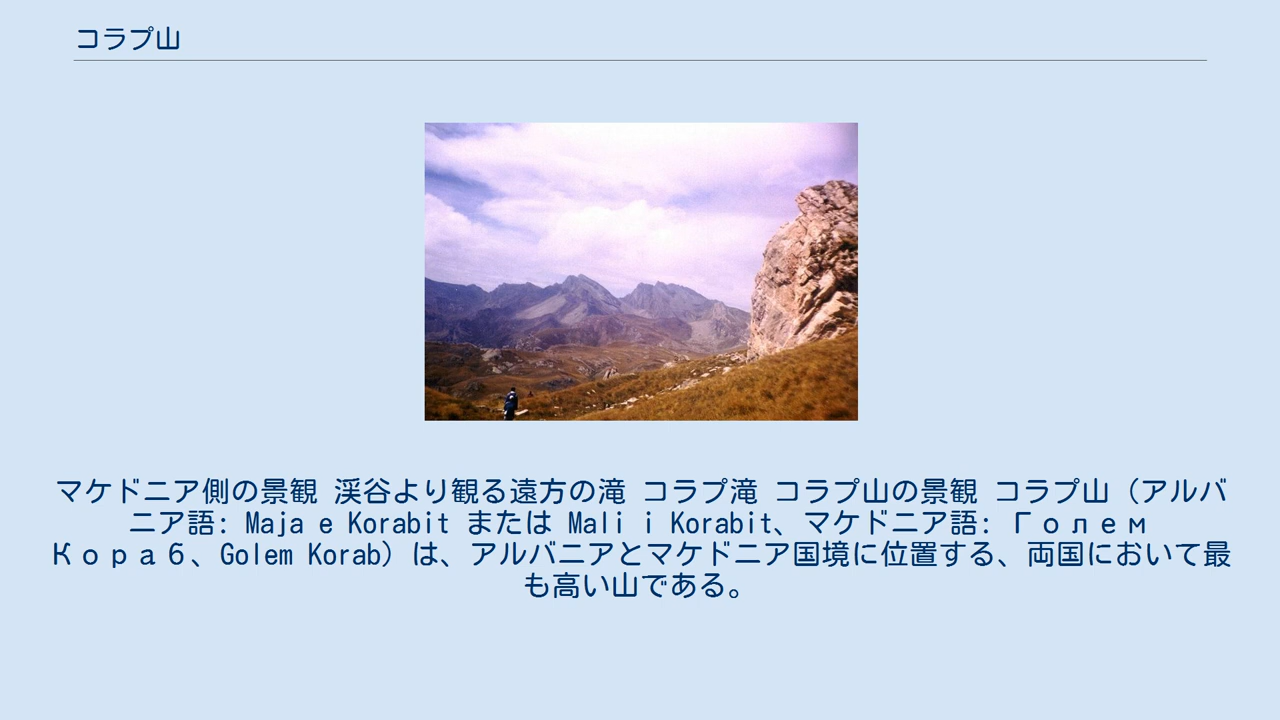 コラプ山
マケドニア側の景観 渓谷より観る遠方の滝 コラプ滝 コラプ山の景観 コラプ山（アルバ
ニア語: Maja e Korabit または Mali i Korabit、マケドニア語: Голем
Кораб、Golem Korab）は、アルバニアとマケドニア国境に位置する、両国において最
も高い山である。